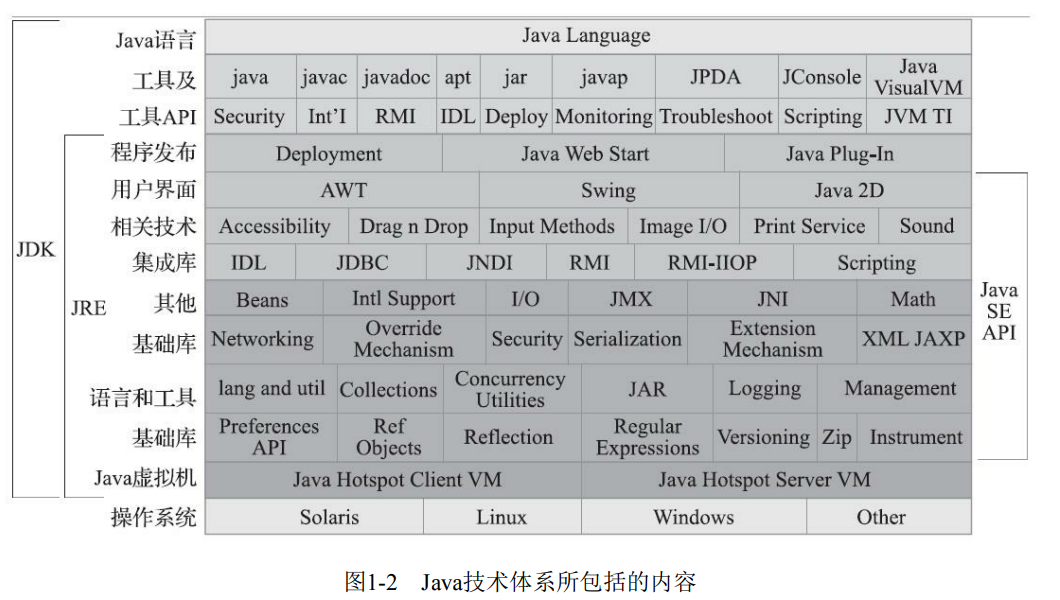 Java语言 Java Language
工具及 java javac javadoc apt jar javap JPDA JConsole Java VisualVM
工具API Security Int'I RMI IDL Deploy Monitoring Troubleshoot Scripting JVM TI
程序发布 Deployment Java Web Start Java Plug-In
用户界面 AWT Swing Java 2D
相关技术 Accessibility Drag n Drop Input Methods Image I/O Print Service Sound
JDK
集成库 IDL JDBC JNDI RMI RMI-IIOP Scripting
JRE
其他 Beans Intl Support I/O JMX JNI Math
Java SE API
基础库 Networking Override Mechanism Security Serialization Extension Mechanism XML JAXP
语言和工具 lang and util Collections Concurrency Utilities JAR Logging Management
基础库 Preferences API Ref Objects Reflection Regular Expressions Versioning Zip Instrument
Java虚拟机 Java Hotspot Client VM Java Hotspot Server VM
操作系统 Solaris Linux Windows Other
图1-2 Java技术体系所包括的内容